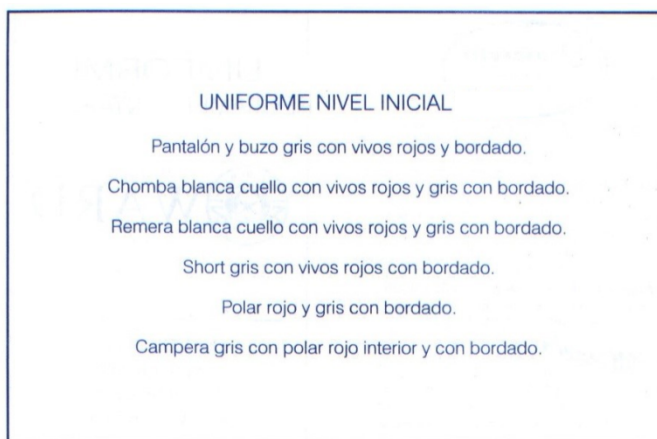 UNIFORME NIVEL INICIAL
Pantalón y buzo gris con vivos rojos y bordado.
Chomba blanca cuello con vivos rojos y gris con bordado.
Remera blanca cuello con vivos rojos y gris con bordado.
Short gris con vivos rojos con bordado.
Polar rojo y gris con bordado.
Campera gris con polar rojo interior y con bordado.